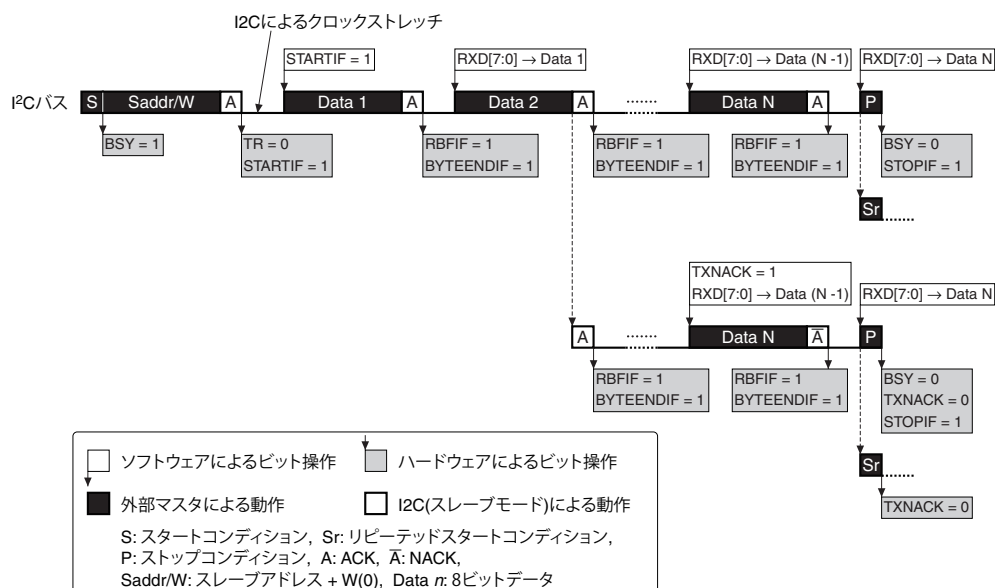 I2Cによるクロックストレッチ
STARTIF = 1
RXD[7:0] → Data 1
RXD[7:0] → Data (N -1)
RXD[7:0] → Data N
I²Cバス
S Saddr/W A Data 1 A Data 2 A ········ Data N A P
BSY = 1
TR = 0
STARTIF = 1
RBFIF = 1
BYTEENDIF = 1
RBFIF = 1
BYTEENDIF = 1
RBFIF = 1
BYTEENDIF = 1
BSY = 0
STOPIF = 1
Sr ········
TXNACK = 1
RXD[7:0] → Data (N -1)
RXD[7:0] → Data N
A ········ Data N A̅ P
RBFIF = 1
BYTEENDIF = 1
RBFIF = 1
BYTEENDIF = 1
BSY = 0
TXNACK = 0
STOPIF = 1
Sr ········
TXNACK = 0
ソフトウェアによるビット操作
ハードウェアによるビット操作
外部マスタによる動作
I2C(スレーブモード)による動作
S: スタートコンディション, Sr: リピーテッドスタートコンディション,
P: ストップコンディション, A: ACK, A̅: NACK,
Saddr/W: スレーブアドレス + W(0), Data n: 8ビットデータ